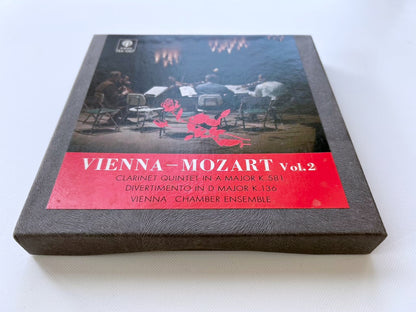 VIENNA – MOZART Vol.2
CLARINET QUINTET IN A MAJOR K.581
DIVERTIMENTO IN D MAJOR K.136
VIENNA CHAMBER ENSEMBLE